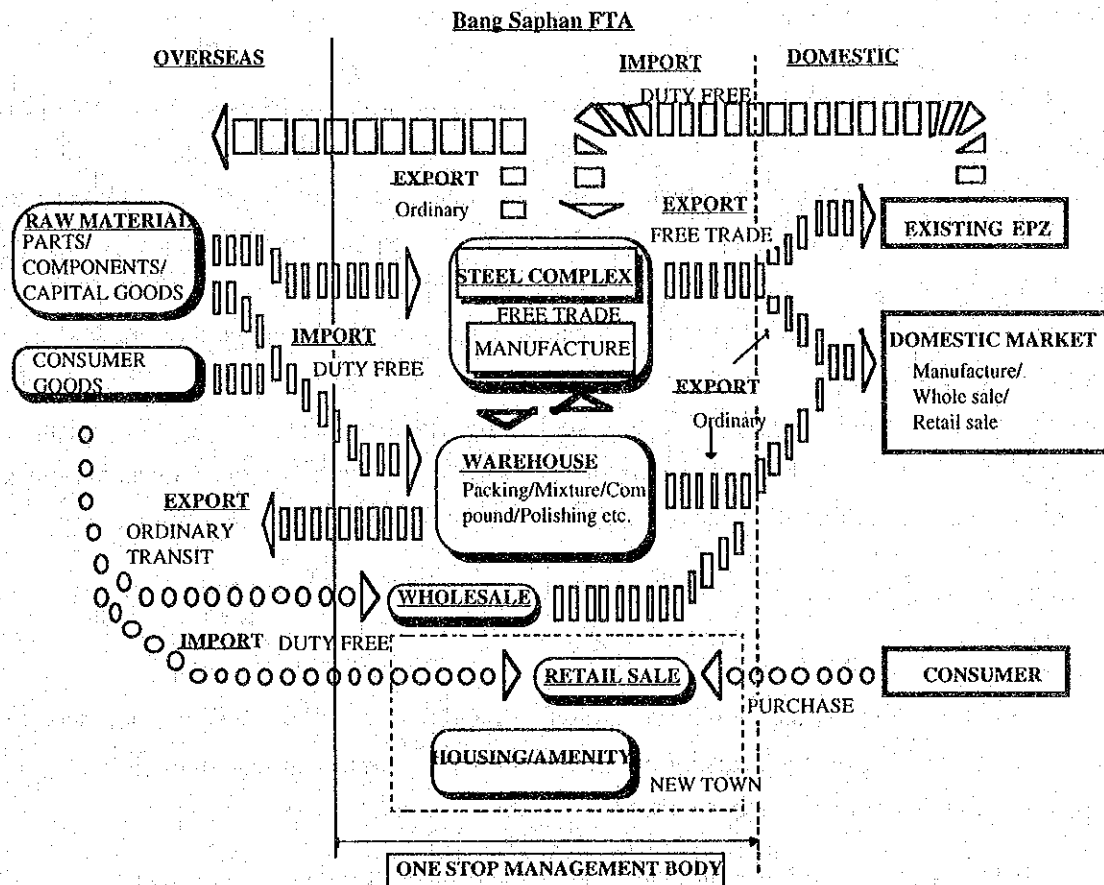 Bang Saphan FTA
OVERSEAS
IMPORT
DUTY FREE
DOMESTIC
EXPORT
Ordinary
RAW MATERIAL
PARTS/
COMPONENTS/
CAPITAL GOODS
EXPORT
FREE TRADE
EXISTING EPZ
STEEL COMPLEX
FREE TRADE
MANUFACTURE
IMPORT
DUTY FREE
CONSUMER
GOODS
DOMESTIC MARKET
Manufacture/.
Whole sale/
Retail sale
EXPORT
Ordinary
WAREHOUSE
Packing/Mixture/Com
pound/Polishing etc.
EXPORT
ORDINARY
TRANSIT
WHOLESALE
IMPORT DUTY FREE
RETAIL SALE
CONSUMER
PURCHASE
HOUSING/AMENITY
NEW TOWN
ONE STOP MANAGEMENT BODY